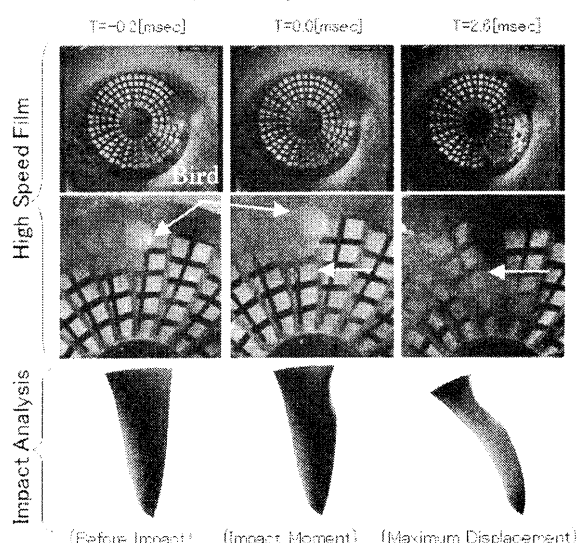 T=-0.2[msec] T=0.0[msec] T=2.6[msec]
High Speed Film
Bird
Impact Analysis
(Before Impact) (Impact Moment) (Maximum Displacement)